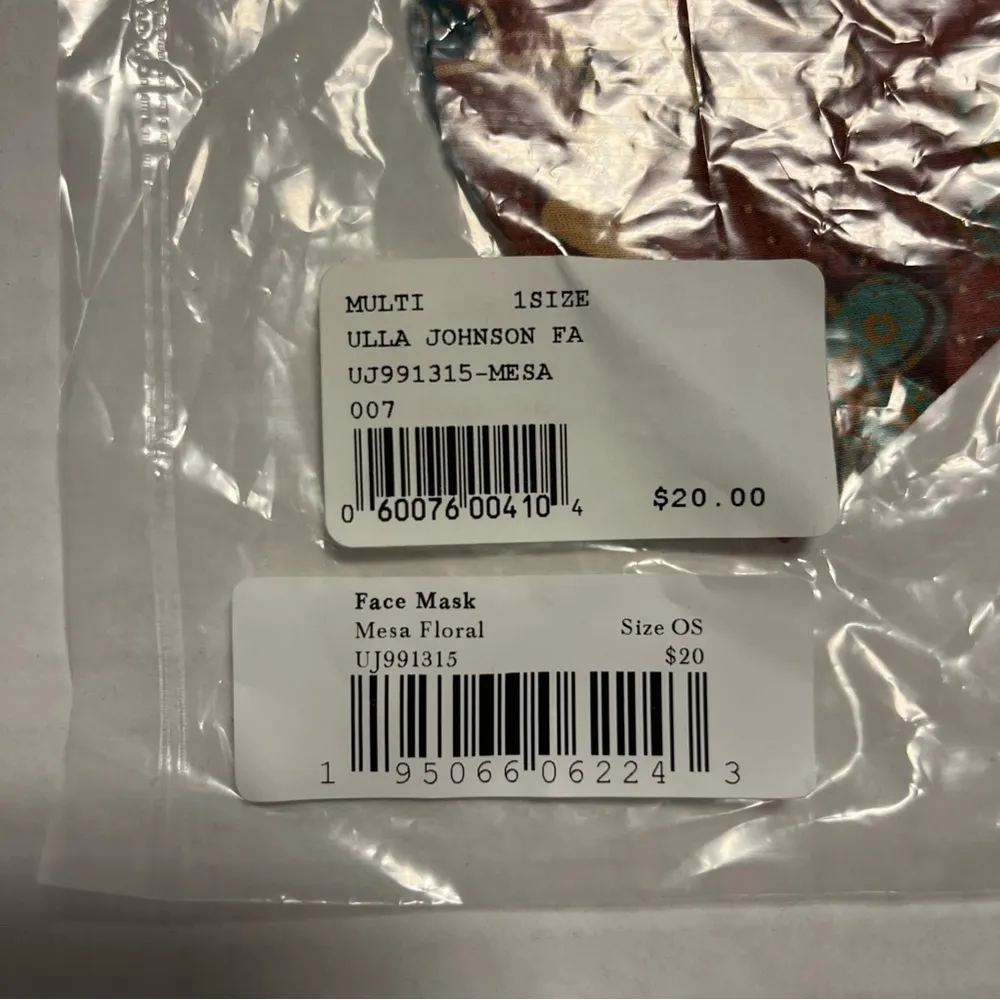 MULTI 1SIZE
ULLA JOHNSON FA
UJ991315-MESA
007
0 60076 00410 4
$20.00
Face Mask
Mesa Floral Size OS
UJ991315 $20
1 95066 06224 3